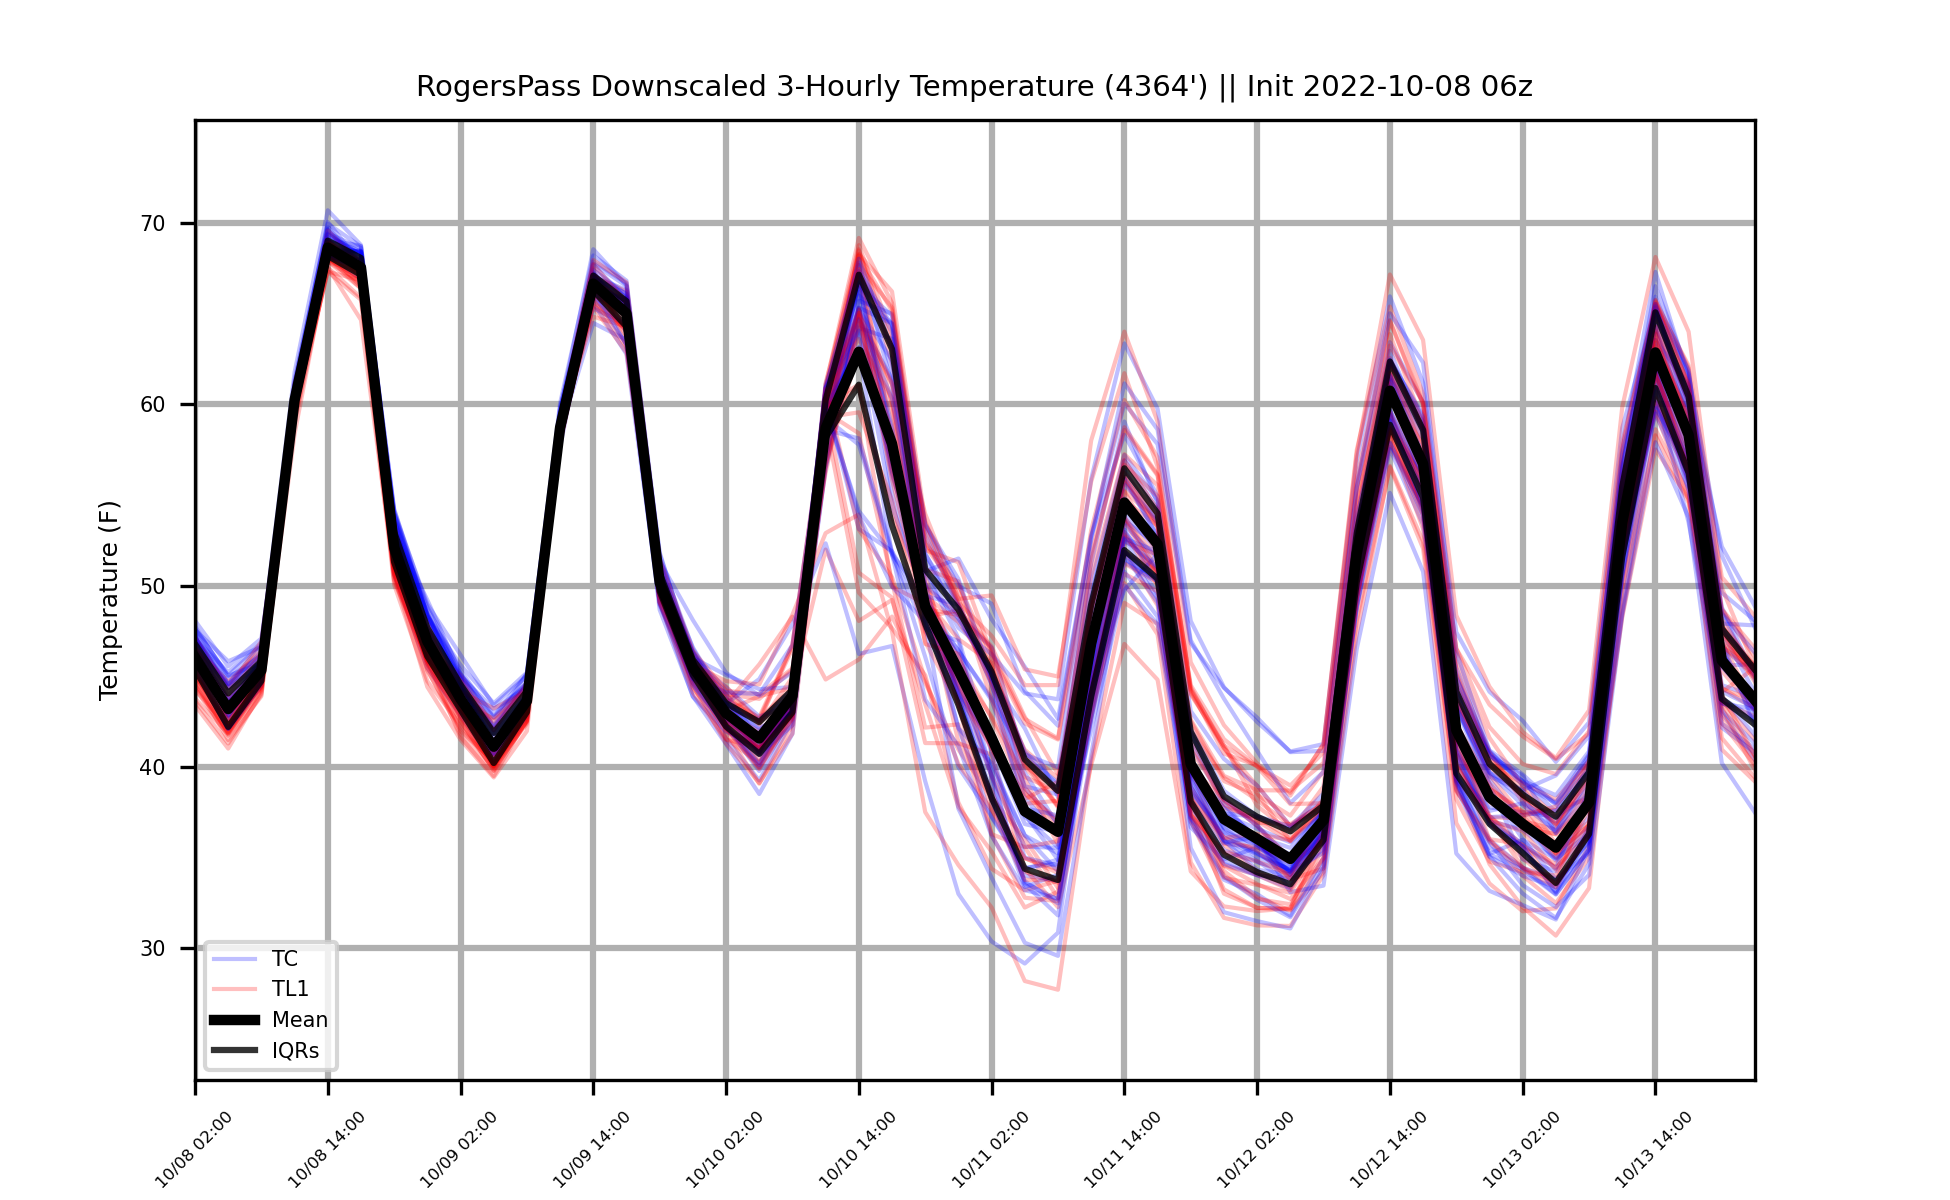 RogersPass Downscaled 3-Hourly Temperature (4364') || Init 2022-10-08 06z
Temperature (F)
70
60
50
40
30
TC
TL1
Mean
IQRs
10/08 02:00
10/08 14:00
10/09 02:00
10/09 14:00
10/10 02:00
10/10 14:00
10/11 02:00
10/11 14:00
10/12 02:00
10/12 14:00
10/13 02:00
10/13 14:00